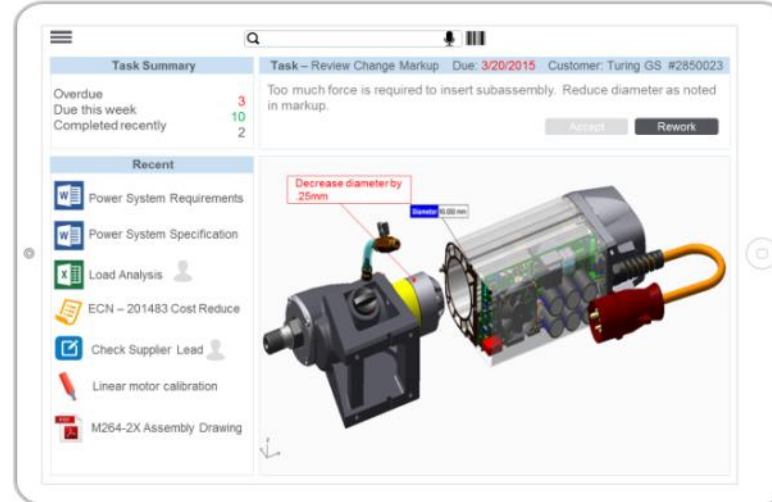 Task Summary
Overdue 3
Due this week 10
Completed recently 2
Task – Review Change Markup Due: 3/20/2015 Customer: Turing GS #2850023
Too much force is required to insert subassembly. Reduce diameter as noted
in markup.
Accept Rework
Recent
Power System Requirements
Power System Specification
Load Analysis
ECN – 201483 Cost Reduce
Check Supplier Lead
Linear motor calibration
PDF
M264-2X Assembly Drawing
Decrease diameter by
.25mm
Diameter